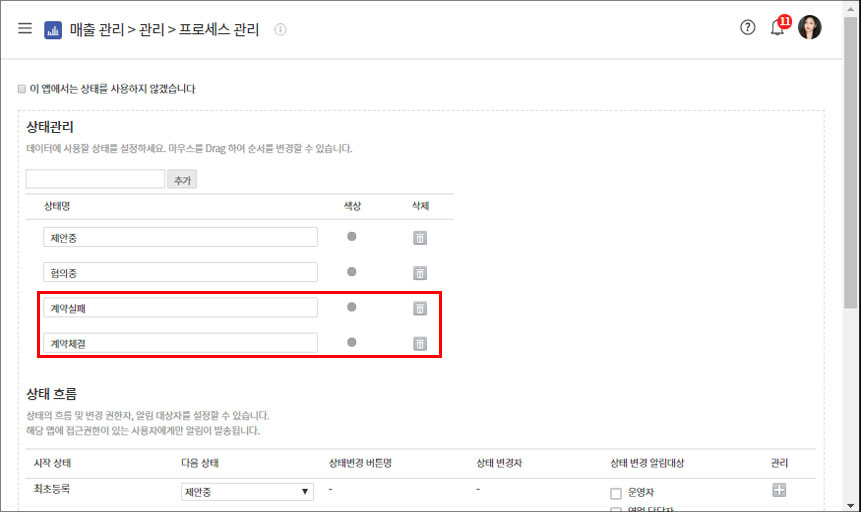 매출 관리 > 관리 > 프로세스 관리
11
이 앱에서는 상태를 사용하지 않겠습니다
상태관리
데이터에 사용할 상태를 설정하세요. 마우스를 Drag 하여 순서를 변경할 수 있습니다.
추가
상태명 색상 삭제
제안중
협의중
계약실패
계약체결
상태 흐름
상태의 흐름 및 변경 권한자, 알림 대상자를 설정할 수 있습니다.
해당 앱에 접근권한이 있는 사용자에게만 알림이 발송됩니다.
시작 상태 다음 상태 상태변경 버튼명 상태 변경자 상태 변경 알림대상 관리
최초등록 제안중 - - 운영자
영업 담당자